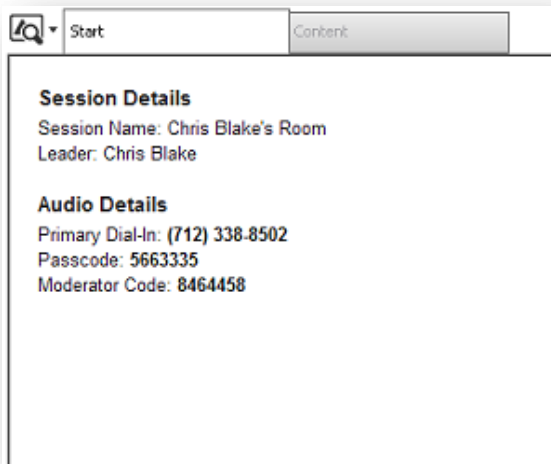 Start
Content
Session Details
Session Name: Chris Blake's Room
Leader: Chris Blake
Audio Details
Primary Dial-In: (712) 338-8502
Passcode: 5663335
Moderator Code: 8464458